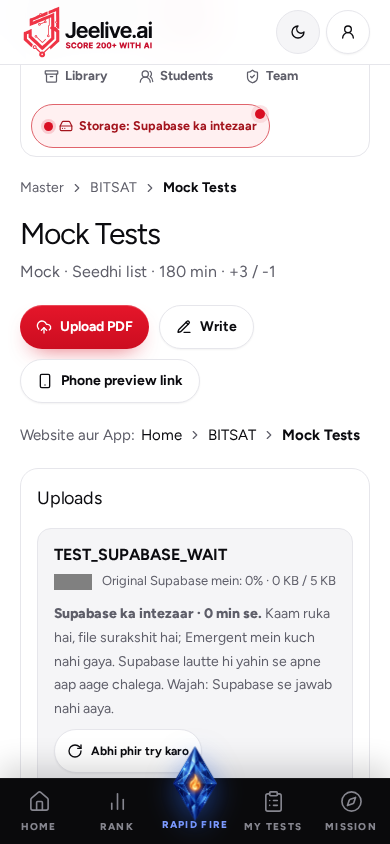 Jeelive.ai
SCORE 200+ WITH AI
Library Students Team
Storage: Supabase ka intezaar
Master > BITSAT > Mock Tests
Mock Tests
Mock · Seedhi list · 180 min · +3 / -1
Upload PDF Write
Phone preview link
Website aur App: Home > BITSAT > Mock Tests
Uploads
TEST_SUPABASE_WAIT
Original Supabase mein: 0% · 0 KB / 5 KB
Supabase ka intezaar · 0 min se. Kaam ruka
hai, file surakshit hai; Emergent mein kuch
nahi gaya. Supabase lautte hi yahin se apne
aap aage chalega. Wajah: Supabase se jawab
nahi aaya.
Abhi phir try karo
HOME RANK RAPID FIRE MY TESTS MISSION